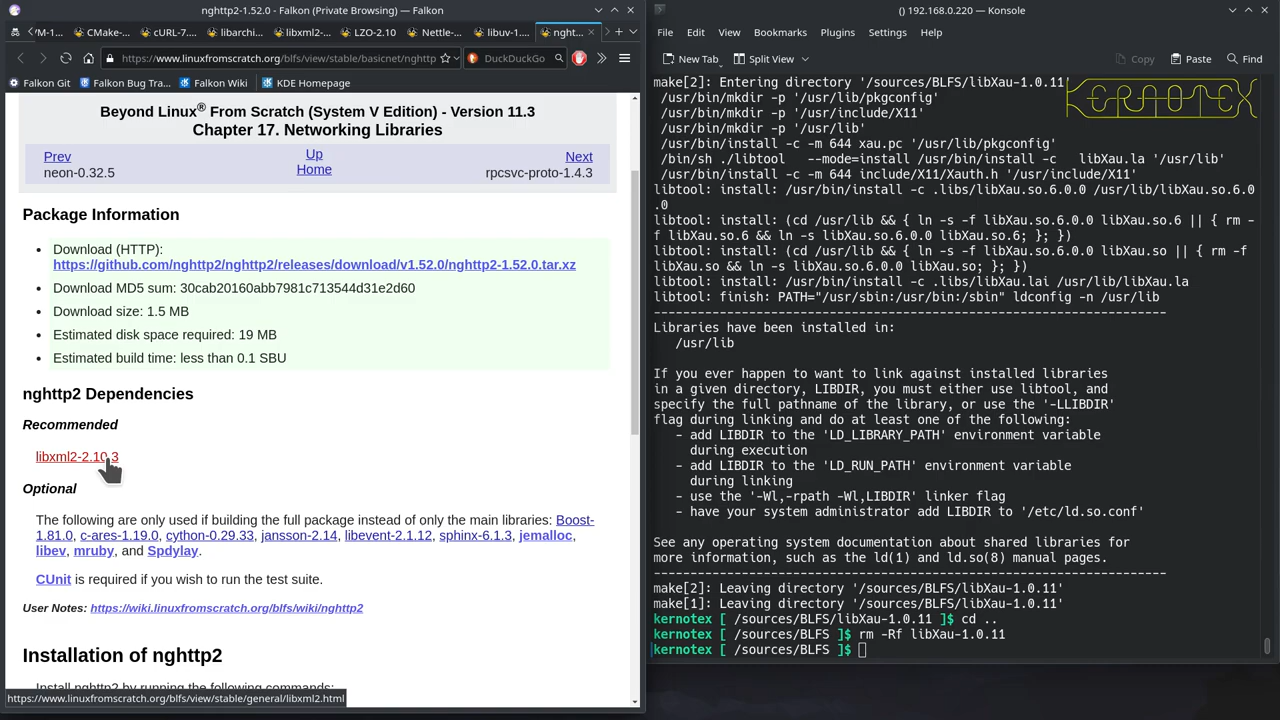 nghttp2-1.52.0 - Falkon (Private Browsing) — Falkon
M-1...
CMake-...
cURL-7....
libarchi...
libxml2-...
LZO-2.10
Nettle-...
libuv-1....
nght...
https://www.linuxfromscratch.org/blfs/view/stable/basicnet/nghttp
DuckDuckGo
Falkon Git
Falkon Bug Tra...
Falkon Wiki
KDE Homepage
Beyond Linux® From Scratch (System V Edition) - Version 11.3
Chapter 17. Networking Libraries
Prev
Up
Next
neon-0.32.5
Home
rpcsvc-proto-1.4.3
Package Information
• Download (HTTP):
https://github.com/nghttp2/nghttp2/releases/download/v1.52.0/nghttp2-1.52.0.tar.xz
• Download MD5 sum: 30cab20160abb7981c713544d31e2d60
• Download size: 1.5 MB
• Estimated disk space required: 19 MB
• Estimated build time: less than 0.1 SBU
nghttp2 Dependencies
Recommended
libxml2-2.10.3
Optional
The following are only used if building the full package instead of only the main libraries: Boost-
1.81.0, c-ares-1.19.0, cython-0.29.33, jansson-2.14, libevent-2.1.12, sphinx-6.1.3, jemalloc,
libev, mruby, and Spdylay.
CUnit is required if you wish to run the test suite.
User Notes: https://wiki.linuxfromscratch.org/blfs/wiki/nghttp2
Installation of nghttp2
Install nghttp2 by running the following commands:
https://www.linuxfromscratch.org/blfs/view/stable/general/libxml2.html
() 192.168.0.220 — Konsole
File
Edit
View
Bookmarks
Plugins
Settings
Help
New Tab
Split View
Copy
Paste
Find
KERNOTEX
make[2]: Entering directory '/sources/BLFS/libXau-1.0.11'
/usr/bin/mkdir -p '/usr/lib/pkgconfig'
/usr/bin/mkdir -p '/usr/include/X11'
/usr/bin/mkdir -p '/usr/lib'
/usr/bin/install -c -m 644 xau.pc '/usr/lib/pkgconfig'
/bin/sh ./libtool   --mode=install /usr/bin/install -c   libXau.la '/usr/lib'
/usr/bin/install -c -m 644 include/X11/Xauth.h '/usr/include/X11'
libtool: install: /usr/bin/install -c .libs/libXau.so.6.0.0 /usr/lib/libXau.so.6.0
.0
libtool: install: (cd /usr/lib && { ln -s -f libXau.so.6.0.0 libXau.so.6 || { rm -
f libXau.so.6 && ln -s libXau.so.6.0.0 libXau.so.6; }; })
libtool: install: (cd /usr/lib && { ln -s -f libXau.so.6.0.0 libXau.so || { rm -f
libXau.so && ln -s libXau.so.6.0.0 libXau.so; }; })
libtool: install: /usr/bin/install -c .libs/libXau.lai /usr/lib/libXau.la
libtool: finish: PATH="/usr/sbin:/usr/bin:/sbin" ldconfig -n /usr/lib
----------------------------------------------------------------------
Libraries have been installed in:
/usr/lib
If you ever happen to want to link against installed libraries
in a given directory, LIBDIR, you must either use libtool, and
specify the full pathname of the library, or use the '-LLIBDIR'
flag during linking and do at least one of the following:
- add LIBDIR to the 'LD_LIBRARY_PATH' environment variable
during execution
- add LIBDIR to the 'LD_RUN_PATH' environment variable
during linking
- use the '-Wl,-rpath -Wl,LIBDIR' linker flag
- have your system administrator add LIBDIR to '/etc/ld.so.conf'
See any operating system documentation about shared libraries for
more information, such as the ld(1) and ld.so(8) manual pages.
----------------------------------------------------------------------
make[2]: Leaving directory '/sources/BLFS/libXau-1.0.11'
make[1]: Leaving directory '/sources/BLFS/libXau-1.0.11'
kernotex [ /sources/BLFS/libXau-1.0.11 ]$ cd ..
kernotex [ /sources/BLFS ]$ rm -Rf libXau-1.0.11
kernotex [ /sources/BLFS ]$